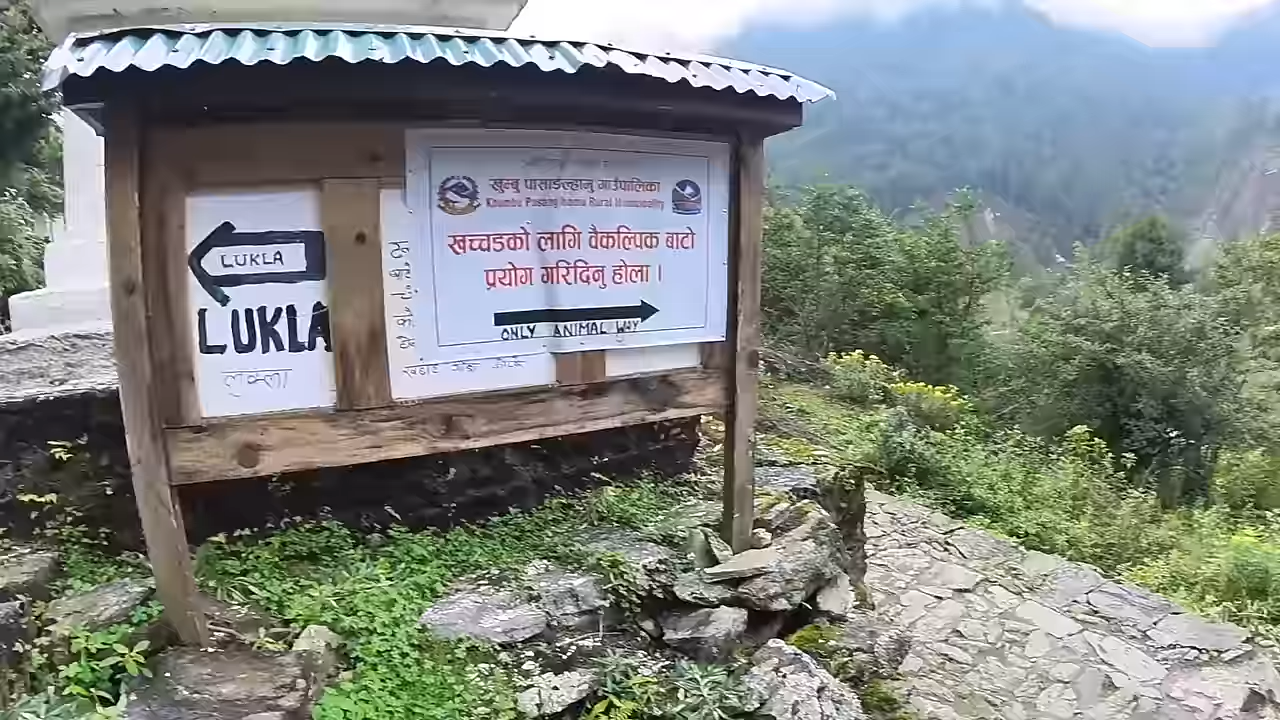 LUKLA
LUKLA
लुक्ला
खुम्बु पासाङल्हामु गाउँपालिका
Khumbu Pasang lhamu Rural Municipality
खच्चडको लागि वैकल्पिक बाटो
प्रयोग गरिदिनु होला ।
ONLY ANIMAL WAY